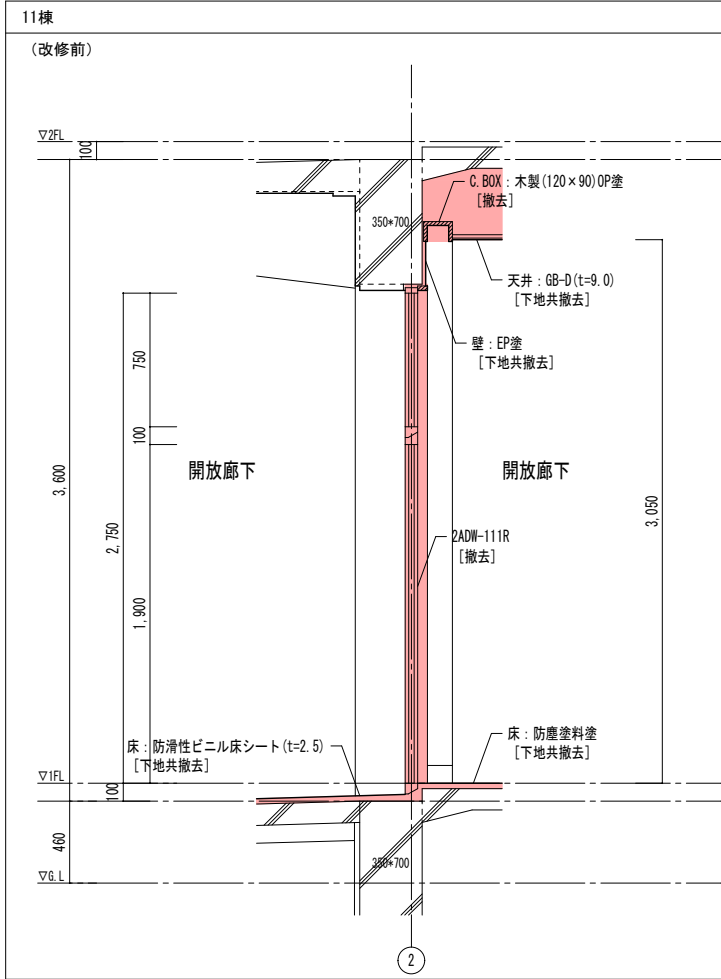 11棟
(改修前)
▽2FL
100
C.BOX：木製(120×90)OP塗
[撤去]
350*700
天井：GB-D(t=9.0)
[下地共撤去]
壁：EP塗
[下地共撤去]
750
100
開放廊下
開放廊下
3,600
2,750
3,050
2ADW-111R
[撤去]
1,900
床：防滑性ビニル床シート(t=2.5)
[下地共撤去]
床：防塵塗料塗
[下地共撤去]
▽1FL
100
460
350*700
▽G.L
2